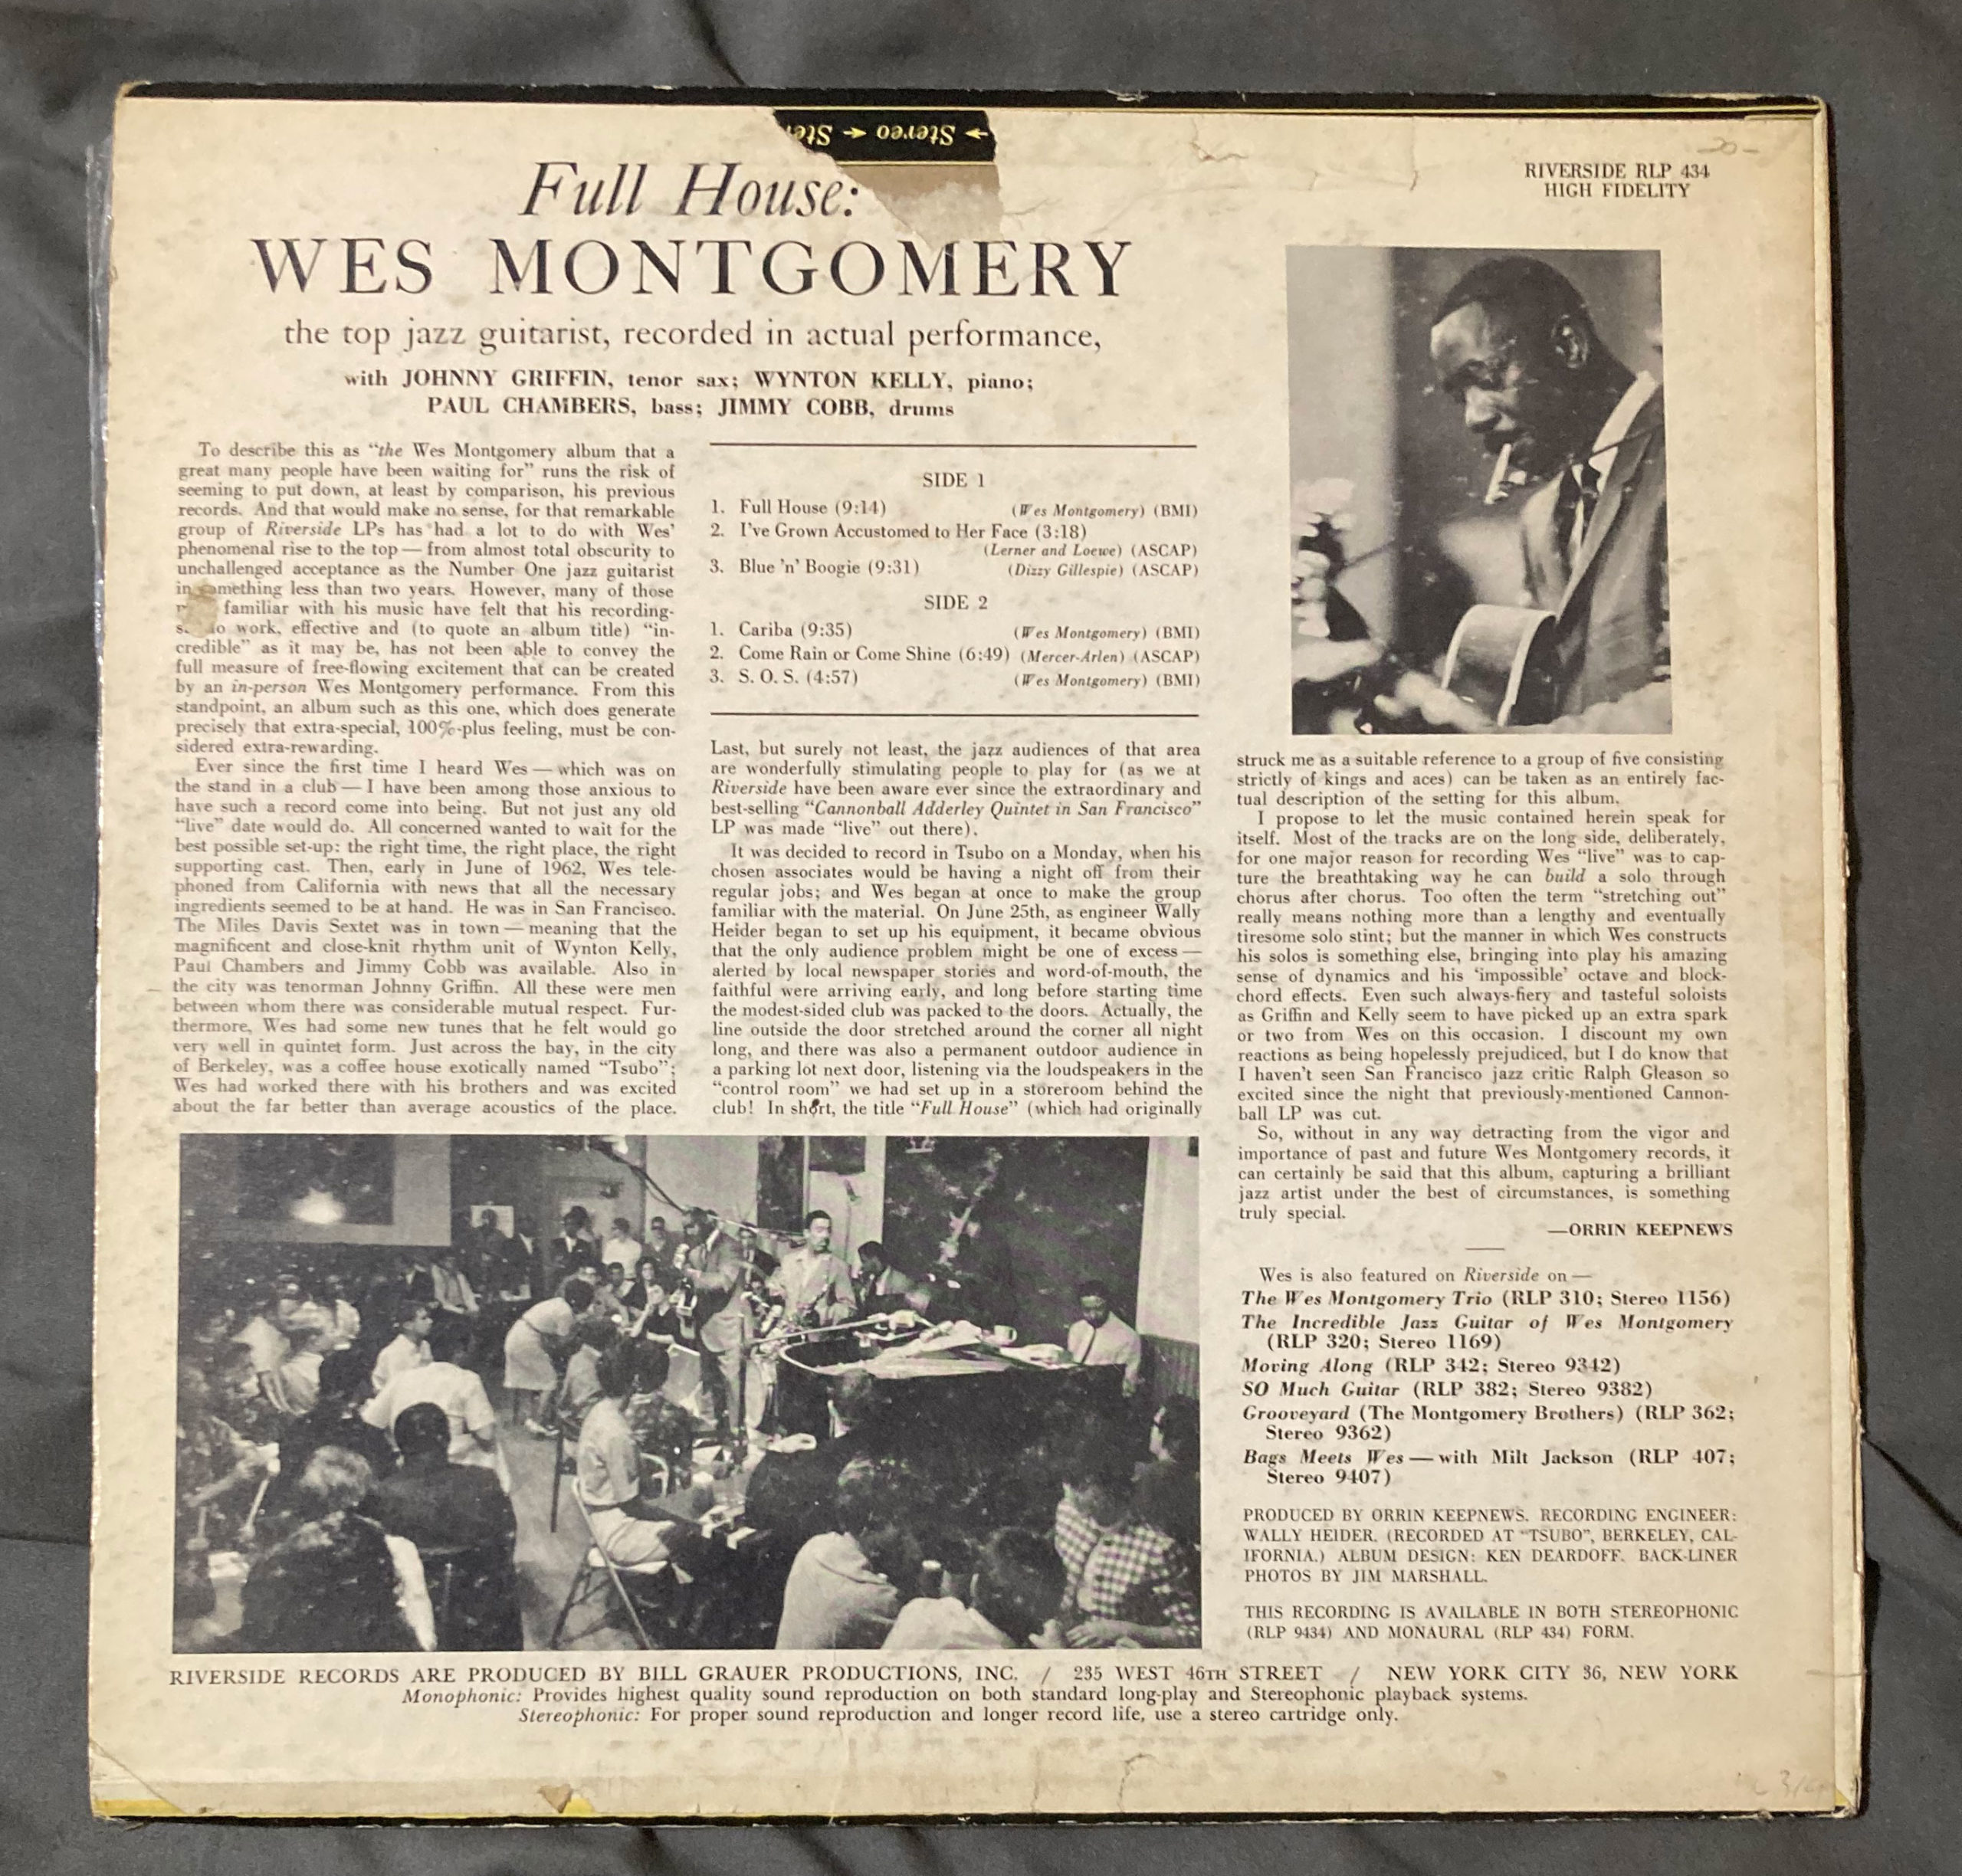 ← Stereo → Ste
Full House:
WES MONTGOMERY
the top jazz guitarist, recorded in actual performance,
with JOHNNY GRIFFIN, tenor sax; WYNTON KELLY, piano;
PAUL CHAMBERS, bass; JIMMY COBB, drums
RIVERSIDE RLP 434
HIGH FIDELITY
To describe this as “the Wes Montgomery album that a
great many people have been waiting for” runs the risk of
seeming to put down, at least by comparison, his previous
records. And that would make no sense, for that remarkable
group of Riverside LPs has had a lot to do with Wes’
phenomenal rise to the top — from almost total obscurity to
unchallenged acceptance as the Number One jazz guitarist
in something less than two years. However, many of those
familiar with his music have felt that his recording-
work, effective and (to quote an album title) “in-
credible” as it may be, has not been able to convey the
full measure of free-flowing excitement that can be created
by an in-person Wes Montgomery performance. From this
standpoint, an album such as this one, which does generate
precisely that extra-special, 100%-plus feeling, must be con-
sidered extra-rewarding.
Ever since the first time I heard Wes — which was on
the stand in a club — I have been among those anxious to
have such a record come into being. But not just any old
“live” date would do. All concerned wanted to wait for the
best possible set-up: the right time, the right place, the right
supporting cast. Then, early in June of 1962, Wes tele-
phoned from California with news that all the necessary
ingredients seemed to be at hand. He was in San Francisco.
The Miles Davis Sextet was in town — meaning that the
magnificent and close-knit rhythm unit of Wynton Kelly,
Paul Chambers and Jimmy Cobb was available. Also in
the city was tenorman Johnny Griffin. All these were men
between whom there was considerable mutual respect. Fur-
thermore, Wes had some new tunes that he felt would go
very well in quintet form. Just across the bay, in the city
of Berkeley, was a coffee house exotically named “Tsubo”;
Wes had worked there with his brothers and was excited
about the far better than average acoustics of the place.
SIDE 1
1. Full House (9:14) (Wes Montgomery) (BMI)
2. I’ve Grown Accustomed to Her Face (3:18)
(Lerner and Loewe) (ASCAP)
3. Blue ’n’ Boogie (9:31) (Dizzy Gillespie) (ASCAP)
SIDE 2
1. Cariba (9:35) (Wes Montgomery) (BMI)
2. Come Rain or Come Shine (6:49) (Mercer-Arlen) (ASCAP)
3. S. O. S. (4:57) (Wes Montgomery) (BMI)
Last, but surely not least, the jazz audiences of that area
are wonderfully stimulating people to play for (as we at
Riverside have been aware ever since the extraordinary and
best-selling “Cannonball Adderley Quintet in San Francisco”
LP was made “live” out there).
It was decided to record in Tsubo on a Monday, when his
chosen associates would be having a night off from their
regular jobs; and Wes began at once to make the group
familiar with the material. On June 25th, as engineer Wally
Heider began to set up his equipment, it became obvious
that the only audience problem might be one of excess —
alerted by local newspaper stories and word-of-mouth, the
faithful were arriving early, and long before starting time
the modest-sided club was packed to the doors. Actually, the
line outside the door stretched around the corner all night
long, and there was also a permanent outdoor audience in
a parking lot next door, listening via the loudspeakers in the
“control room” we had set up in a storeroom behind the
club! In short, the title “Full House” (which had originally
struck me as a suitable reference to a group of five consisting
strictly of kings and aces) can be taken as an entirely fac-
tual description of the setting for this album.
I propose to let the music contained herein speak for
itself. Most of the tracks are on the long side, deliberately,
for one major reason for recording Wes “live” was to cap-
ture the breathtaking way he can build a solo through
chorus after chorus. Too often the term “stretching out”
really means nothing more than a lengthy and eventually
tiresome solo stint; but the manner in which Wes constructs
his solos is something else, bringing into play his amazing
sense of dynamics and his ‘impossible’ octave and block-
chord effects. Even such always-fiery and tasteful soloists
as Griffin and Kelly seem to have picked up an extra spark
or two from Wes on this occasion. I discount my own
reactions as being hopelessly prejudiced, but I do know that
I haven’t seen San Francisco jazz critic Ralph Gleason so
excited since the night that previously-mentioned Cannon-
ball LP was cut.
So, without in any way detracting from the vigor and
importance of past and future Wes Montgomery records, it
can certainly be said that this album, capturing a brilliant
jazz artist under the best of circumstances, is something
truly special.
—ORRIN KEEPNEWS
Wes is also featured on Riverside on —
The Wes Montgomery Trio (RLP 310; Stereo 1156)
The Incredible Jazz Guitar of Wes Montgomery
(RLP 320; Stereo 1169)
Moving Along (RLP 342; Stereo 9342)
SO Much Guitar (RLP 382; Stereo 9382)
Grooveyard (The Montgomery Brothers) (RLP 362;
Stereo 9362)
Bags Meets Wes — with Milt Jackson (RLP 407;
Stereo 9407)
PRODUCED BY ORRIN KEEPNEWS. RECORDING ENGINEER:
WALLY HEIDER. (RECORDED AT “TSUBO”, BERKELEY, CAL-
IFORNIA.) ALBUM DESIGN: KEN DEARDOFF. BACK-LINER
PHOTOS BY JIM MARSHALL.
THIS RECORDING IS AVAILABLE IN BOTH STEREOPHONIC
(RLP 9434) AND MONAURAL (RLP 434) FORM.
RIVERSIDE RECORDS ARE PRODUCED BY BILL GRAUER PRODUCTIONS, INC. / 235 WEST 46TH STREET / NEW YORK CITY 36, NEW YORK
Monophonic: Provides highest quality sound reproduction on both standard long-play and Stereophonic playback systems.
Stereophonic: For proper sound reproduction and longer record life, use a stereo cartridge only.